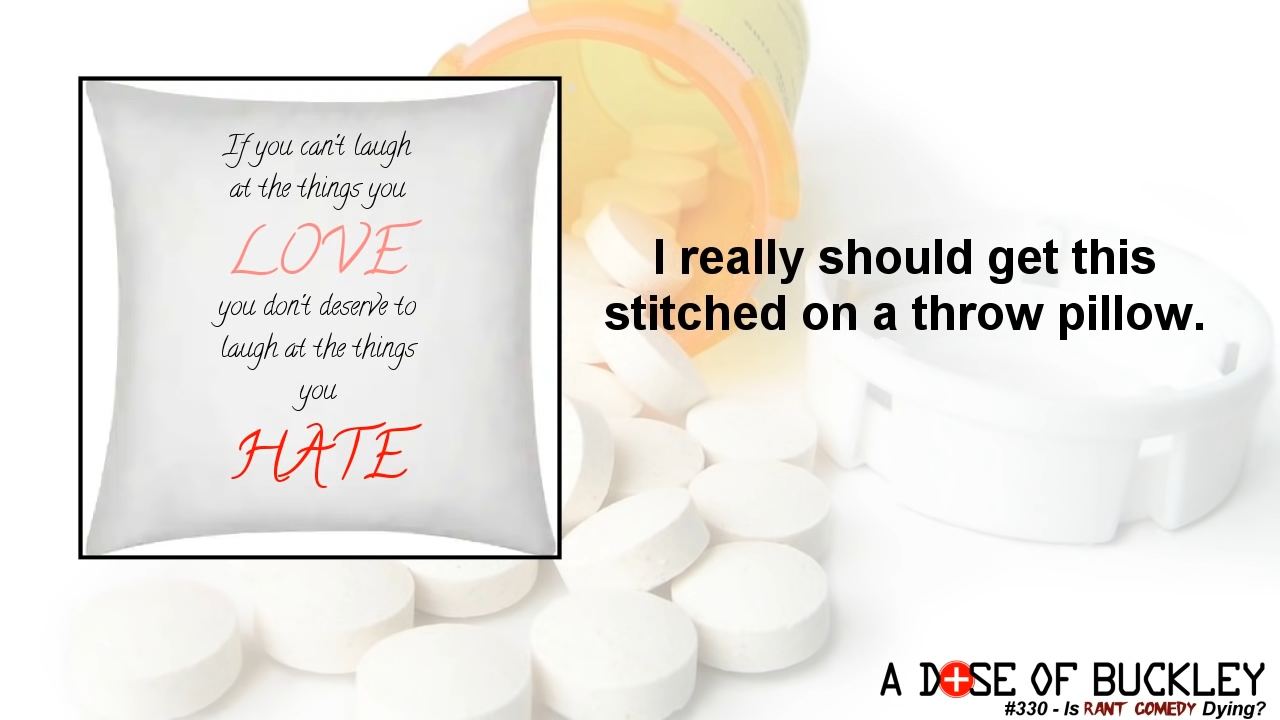 If you can't laugh
at the things you
LOVE
you don't deserve to
laugh at the things
you
HATE
I really should get this
stitched on a throw pillow.
A DOSE OF BUCKLEY
#330 - Is RANT COMEDY Dying?